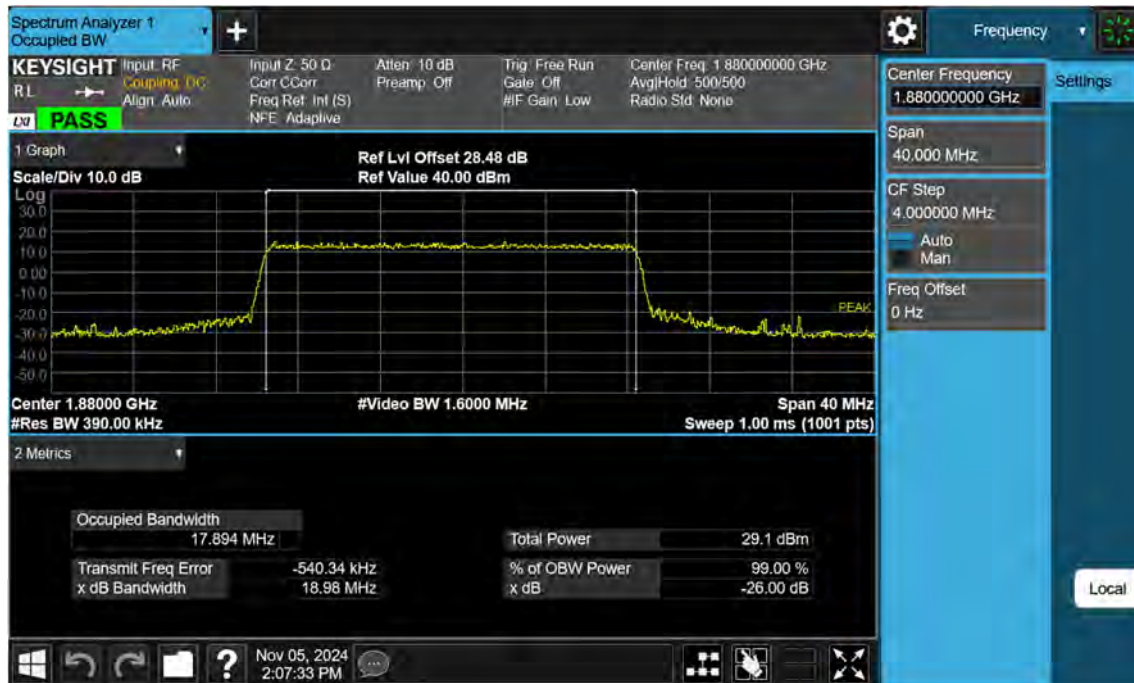 Spectrum Analyzer 1
Occupied BW
+
Frequency
KEYSIGHT
R L
LXI PASS
Input: RF
Coupling: DC
Align: Auto
Input Z: 50 Ω
Corr CCorr
Freq Ref: Int (S)
NFE: Adaptive
Atten: 10 dB
Preamp: Off
Trig: Free Run
Gate: Off
#IF Gain: Low
Center Freq: 1.880000000 GHz
Avg|Hold: 500/500
Radio Std: None
Center Frequency
1.880000000 GHz
Settings
Span
40.000 MHz
CF Step
4.000000 MHz
Auto
Man
Freq Offset
0 Hz
Local
1 Graph
Scale/Div 10.0 dB
Ref Lvl Offset 28.48 dB
Ref Value 40.00 dBm
Log
30.0
20.0
10.0
0.00
-10.0
-20.0
-30.0
-40.0
-50.0
PEAK
Center 1.88000 GHz
#Video BW 1.6000 MHz
Span 40 MHz
#Res BW 390.00 kHz
Sweep 1.00 ms (1001 pts)
2 Metrics
Occupied Bandwidth
17.894 MHz
Total Power 29.1 dBm
Transmit Freq Error -540.34 kHz
% of OBW Power 99.00 %
x dB Bandwidth 18.98 MHz
x dB -26.00 dB
?
Nov 05, 2024
2:07:33 PM